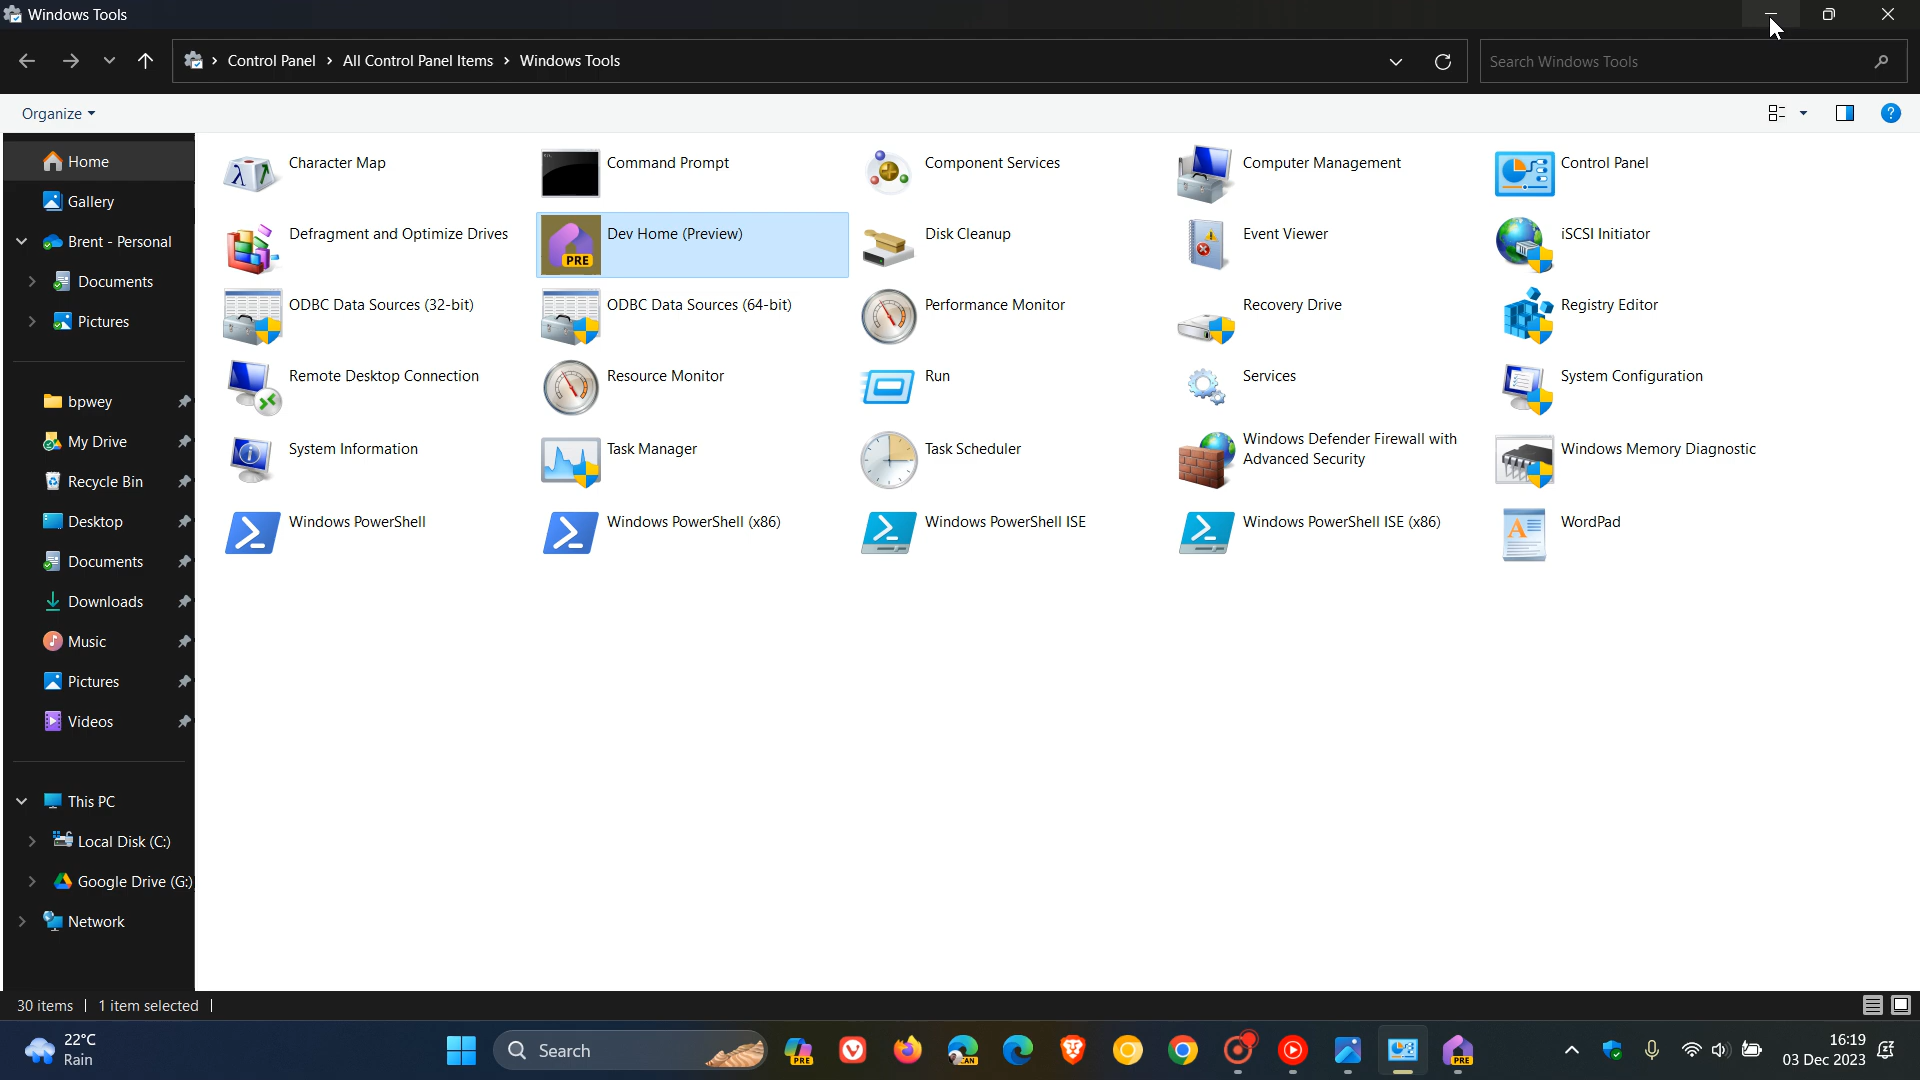 Windows Tools
Control Panel > All Control Panel Items > Windows Tools
Search Windows Tools
Organize
Home
Gallery
Brent - Personal
Documents
Pictures
bpwey
My Drive
Recycle Bin
Desktop
Documents
Downloads
Music
Pictures
Videos
This PC
Local Disk (C:)
Google Drive (G:)
Network
Character Map
Command Prompt
Component Services
Computer Management
Control Panel
Defragment and Optimize Drives
PRE
Dev Home (Preview)
Disk Cleanup
Event Viewer
iSCSI Initiator
ODBC Data Sources (32-bit)
ODBC Data Sources (64-bit)
Performance Monitor
Recovery Drive
Registry Editor
Remote Desktop Connection
Resource Monitor
Run
Services
System Configuration
System Information
Task Manager
Task Scheduler
Windows Defender Firewall with
Advanced Security
Windows Memory Diagnostic
Windows PowerShell
Windows PowerShell (x86)
Windows PowerShell ISE
Windows PowerShell ISE (x86)
WordPad
30 items
1 item selected
22°C
Rain
Search
PRE
CAN
PRE
16:19
03 Dec 2023